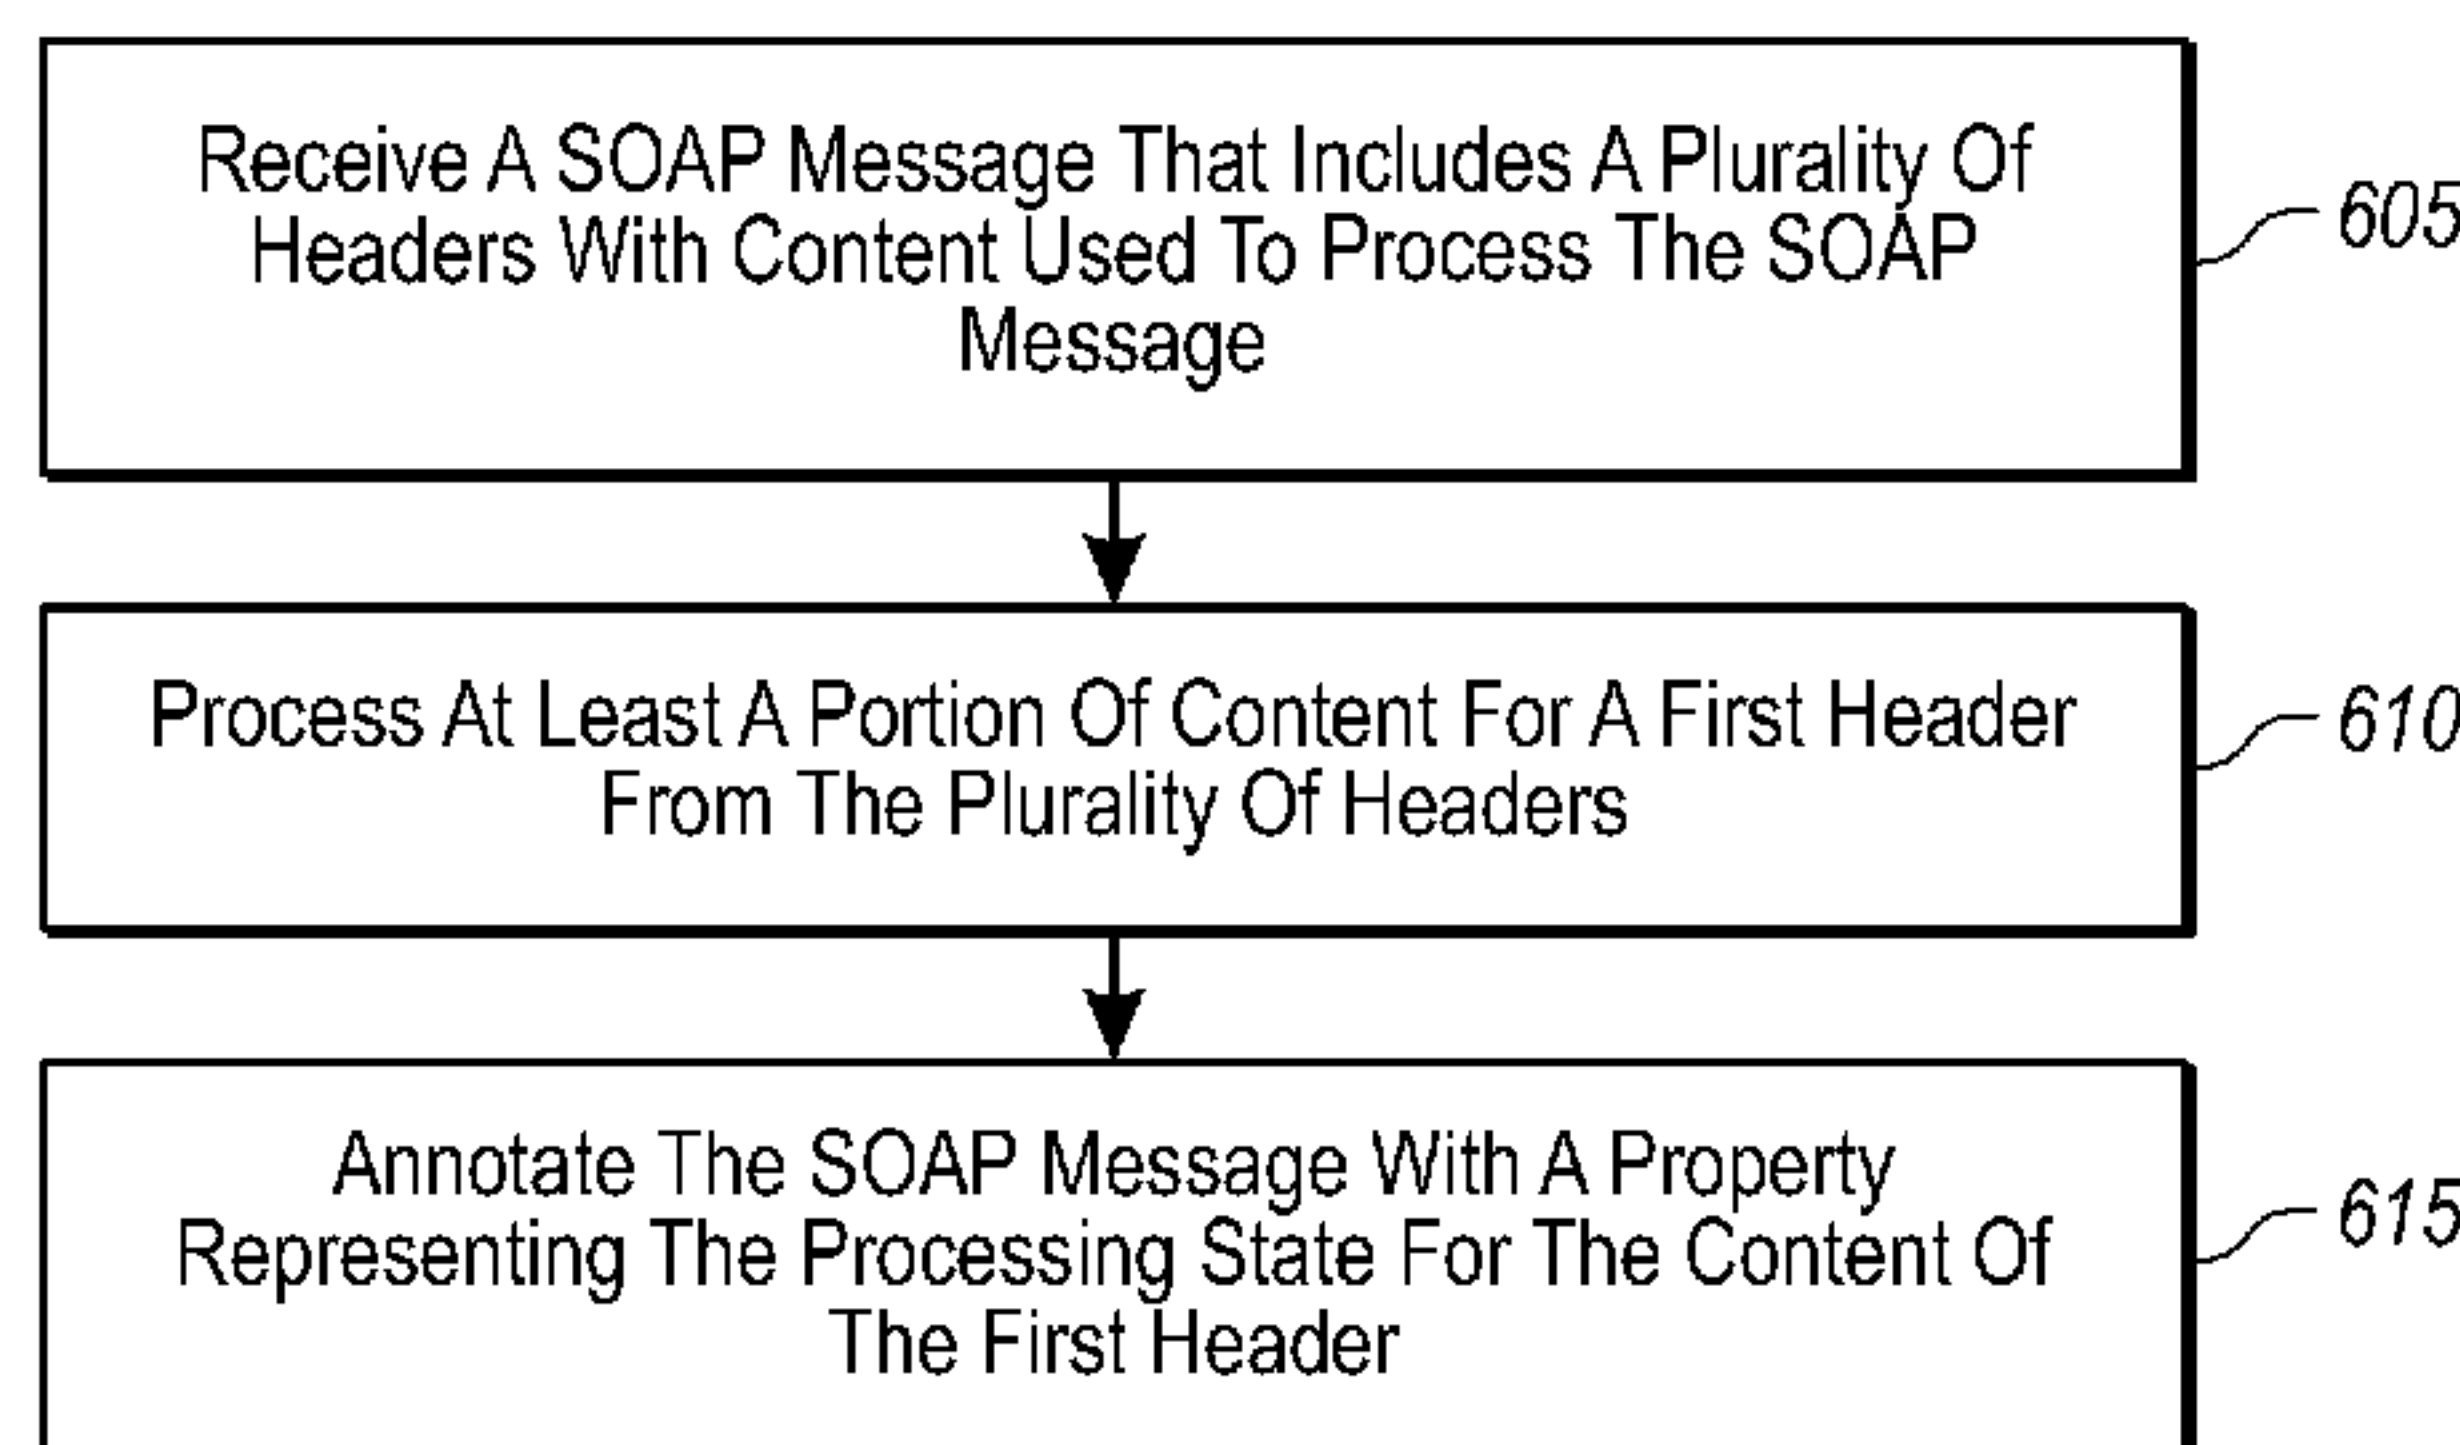 Receive A SOAP Message That Includes A Plurality Of
Headers With Content Used To Process The SOAP
Message
605
Process At Least A Portion Of Content For A First Header
From The Plurality Of Headers
610
Annotate The SOAP Message With A Property
Representing The Processing State For The Content Of
The First Header
615